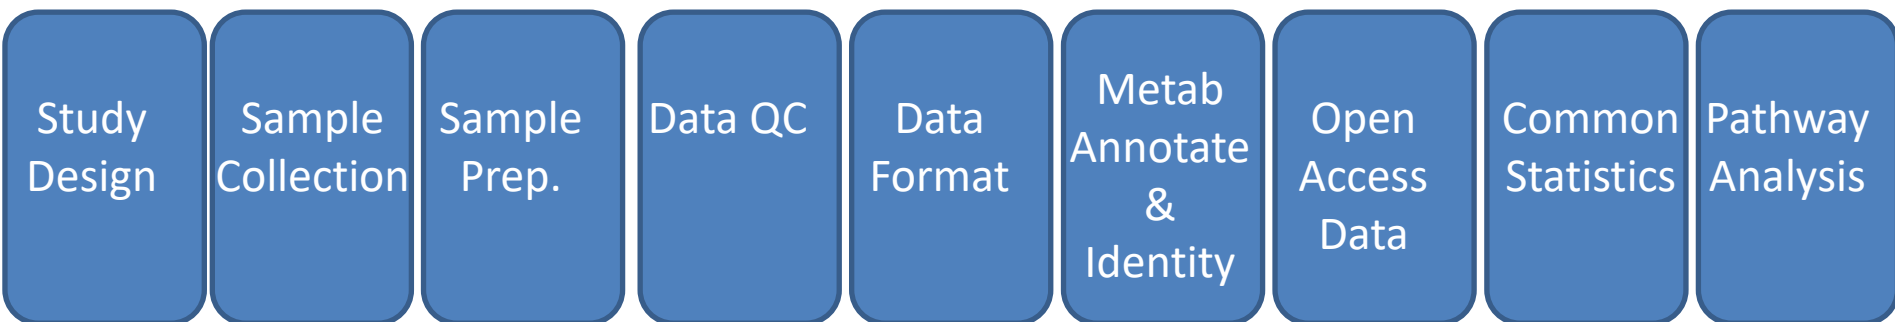 Study
Design
Sample
Collection
Sample
Prep.
Data QC
Data
Format
Metab
Annotate
&
Identity
Open
Access
Data
Common
Statistics
Pathway
Analysis